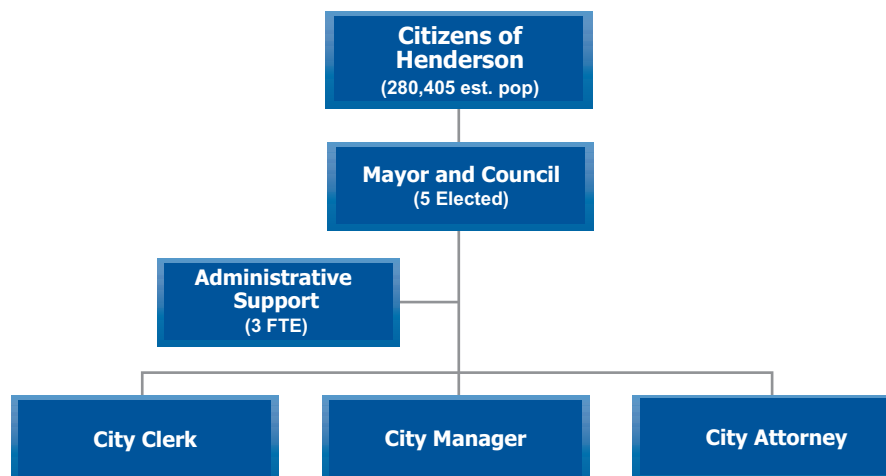 Citizens of
Henderson
(280,405 est. pop)
Mayor and Council
(5 Elected)
Administrative
Support
(3 FTE)
City Clerk
City Manager
City Attorney